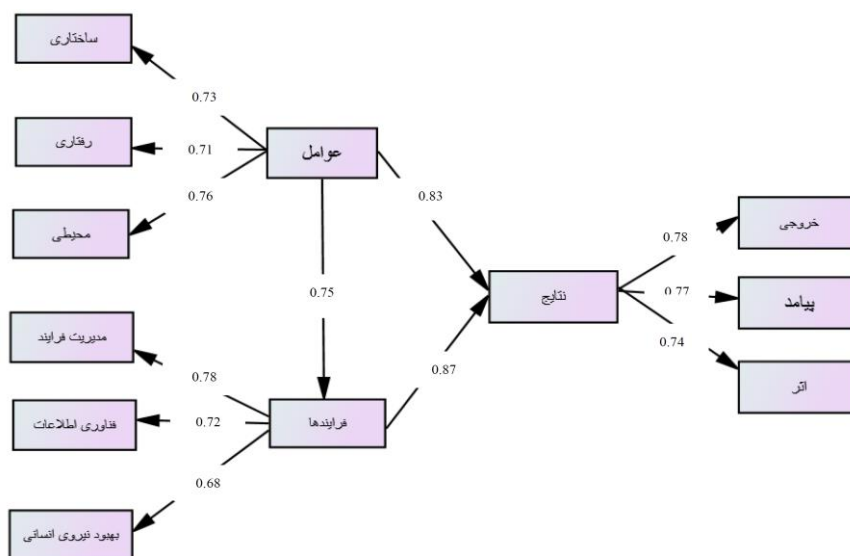 ساختاری
0.73
رفتاری
0.71
عوامل
0.76
0.83
محیطی
خروجی
0.78
0.75
نتایج
0.77
پیامد
مدیریت فرایند
0.74
0.78
0.87
اثر
فناوری اطلاعات
0.72
فرایندها
0.68
بهبود نیروی انسانی